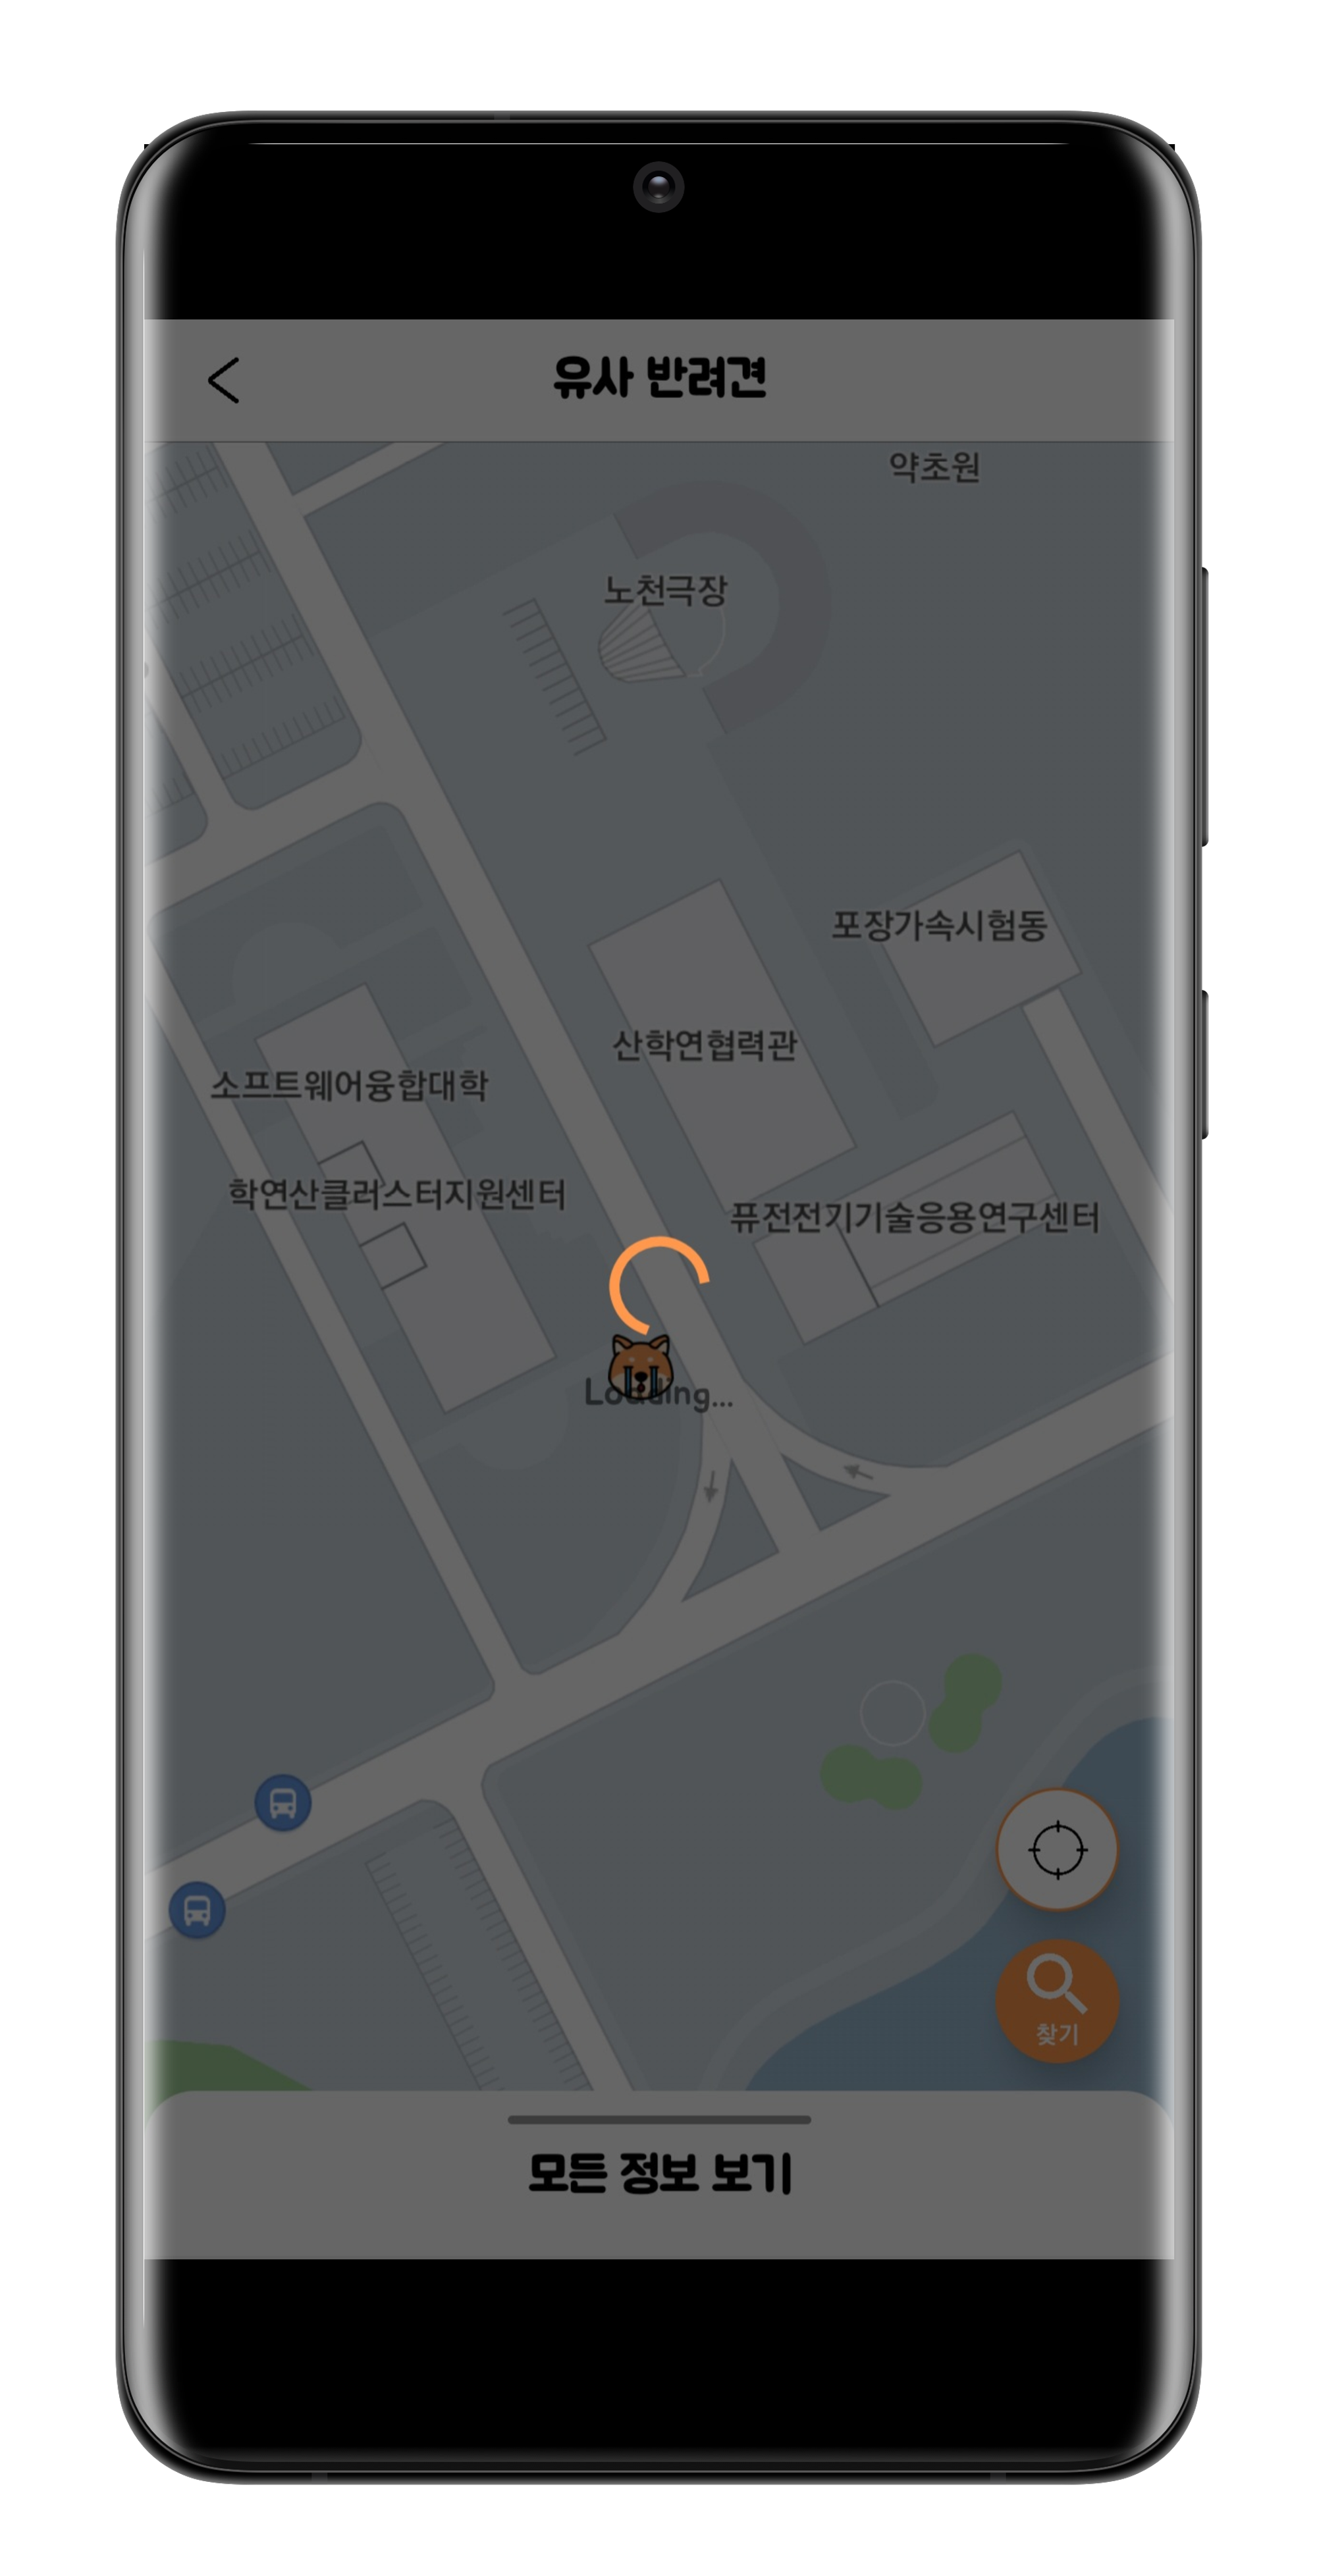 유사 반려견
약초원
노천극장
포장가속시험동
산학연협력관
소프트웨어융합대학
학연산클러스터지원센터
퓨전전기기술응용연구센터
Loading...
찾기
모든 정보 보기